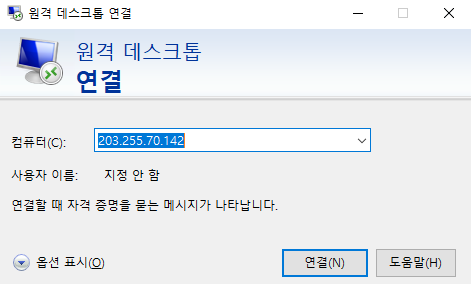 원격 데스크톱 연결
원격 데스크톱
연결
컴퓨터(C): 203.255.70.142
사용자 이름: 지정 안 함
연결할 때 자격 증명을 묻는 메시지가 나타납니다.
옵션 표시(O) 연결(N) 도움말(H)